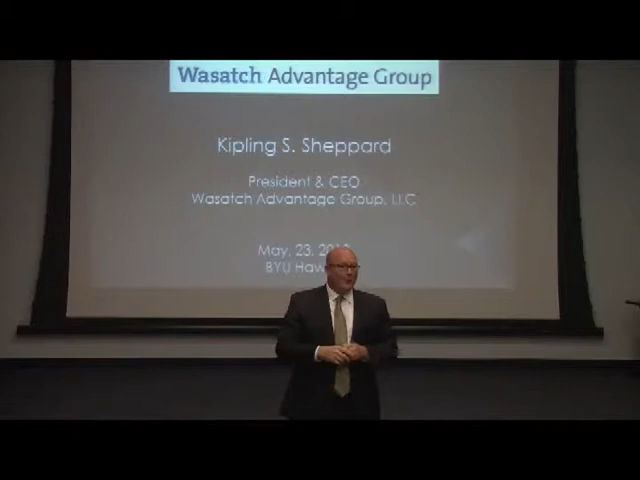 Wasatch Advantage Group
Kipling S. Sheppard
President & CEO
Wasatch Advantage Group, LLC
May, 23, 
BYU